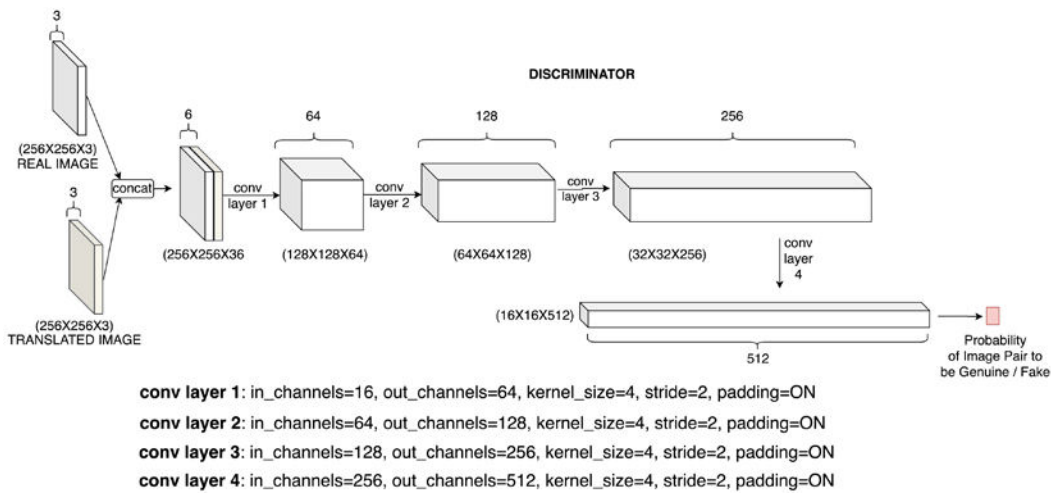 DISCRIMINATOR
3
(256X256X3)
REAL IMAGE
3
(256X256X3)
TRANSLATED IMAGE
concat
6
(256X256X36
conv
layer 1
64
(128X128X64)
conv
layer 2
128
(64X64X128)
conv
layer 3
256
(32X32X256)
conv
layer
4
(16X16X512)
512
Probability
of Image Pair to
be Genuine / Fake
conv layer 1: in_channels=16, out_channels=64, kernel_size=4, stride=2, padding=ON
conv layer 2: in_channels=64, out_channels=128, kernel_size=4, stride=2, padding=ON
conv layer 3: in_channels=128, out_channels=256, kernel_size=4, stride=2, padding=ON
conv layer 4: in_channels=256, out_channels=512, kernel_size=4, stride=2, padding=ON